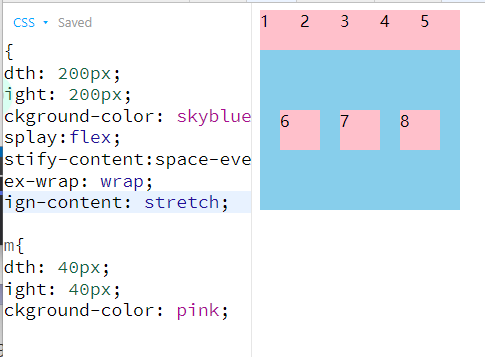 CSS Saved
{
dth: 200px;
ight: 200px;
ckground-color: skyblue
splay:flex;
stify-content:space-eve
ex-wrap: wrap;
ign-content: stretch;
m{
dth: 40px;
ight: 40px;
ckground-color: pink;
1 2 3 4 5
6 7 8